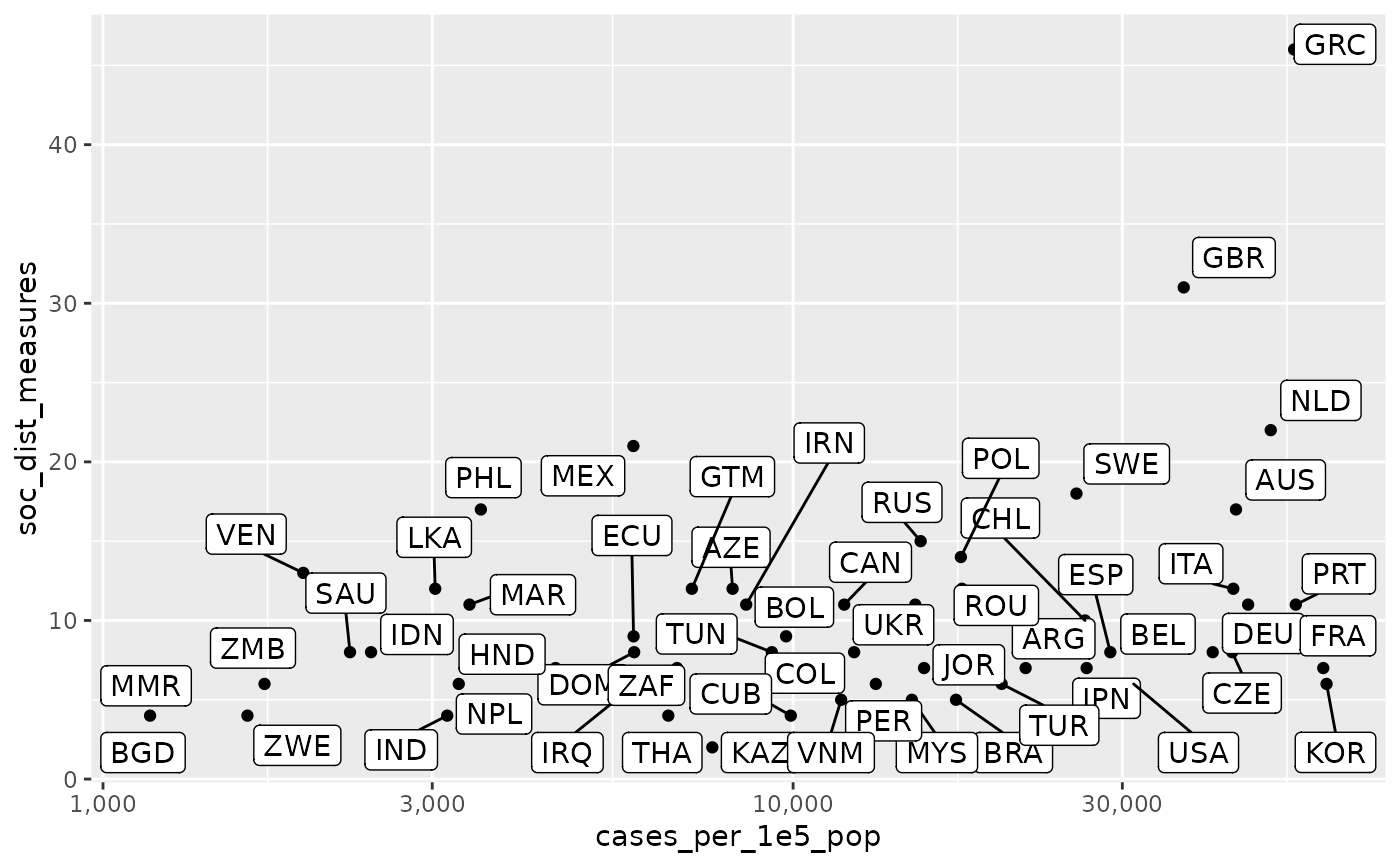 GRC
GBR
40
30
NLD
IRN
POL
SWE
20
PHL
MEX
GTM
AUS
RUS
CHL
VEN
LKA
ECU
AZE
CAN
ITA
ESP
PRT
SAU
MAR
BOL
ROU
10
IDN
TUN
UKR
ARG
BEL
DEU
FRA
ZMB
HND
JOR
COL
MMR
DOM
ZAF
CUB
CZE
JPN
NPL
PER
TUR
BGD
ZWE
IND
IRQ
THA
KAZ
VNM
MYS
BRA
USA
KOR
0
1,000
3,000
10,000
30,000
cases_per_1e5_pop
soc_dist_measures